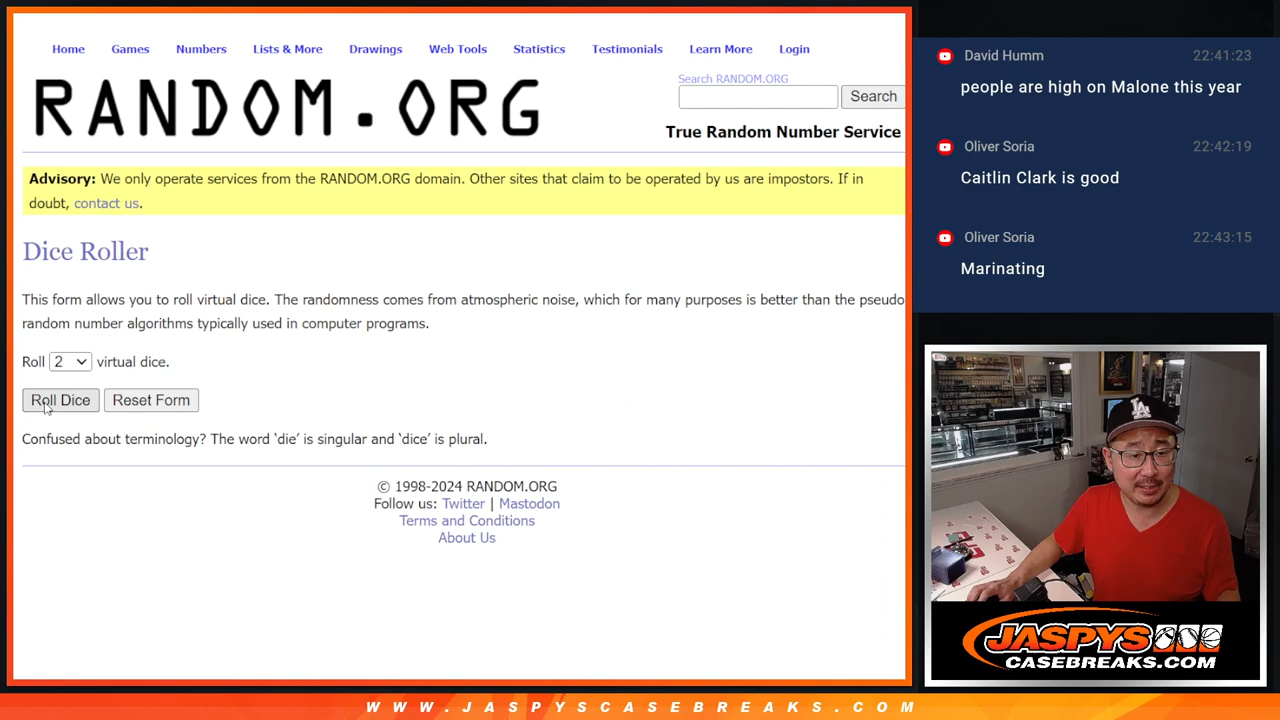 Home Games Numbers Lists & More Drawings Web Tools Statistics Testimonials Learn More Login
RANDOM.ORG
Search RANDOM.ORG
Search
True Random Number Service
Advisory: We only operate services from the RANDOM.ORG domain. Other sites that claim to be operated by us are impostors. If in
doubt, contact us.
Dice Roller
This form allows you to roll virtual dice. The randomness comes from atmospheric noise, which for many purposes is better than the pseudo
random number algorithms typically used in computer programs.
Roll 2 virtual dice.
Roll Dice Reset Form
Confused about terminology? The word ‘die’ is singular and ‘dice’ is plural.
© 1998-2024 RANDOM.ORG
Follow us: Twitter | Mastodon
Terms and Conditions
About Us
David Humm 22:41:23
people are high on Malone this year
Oliver Soria 22:42:19
Caitlin Clark is good
Oliver Soria 22:43:15
Marinating
LA
JASPYS
CASEBREAKS.COM
WWW.JASPYSCASEBREAKS.COM